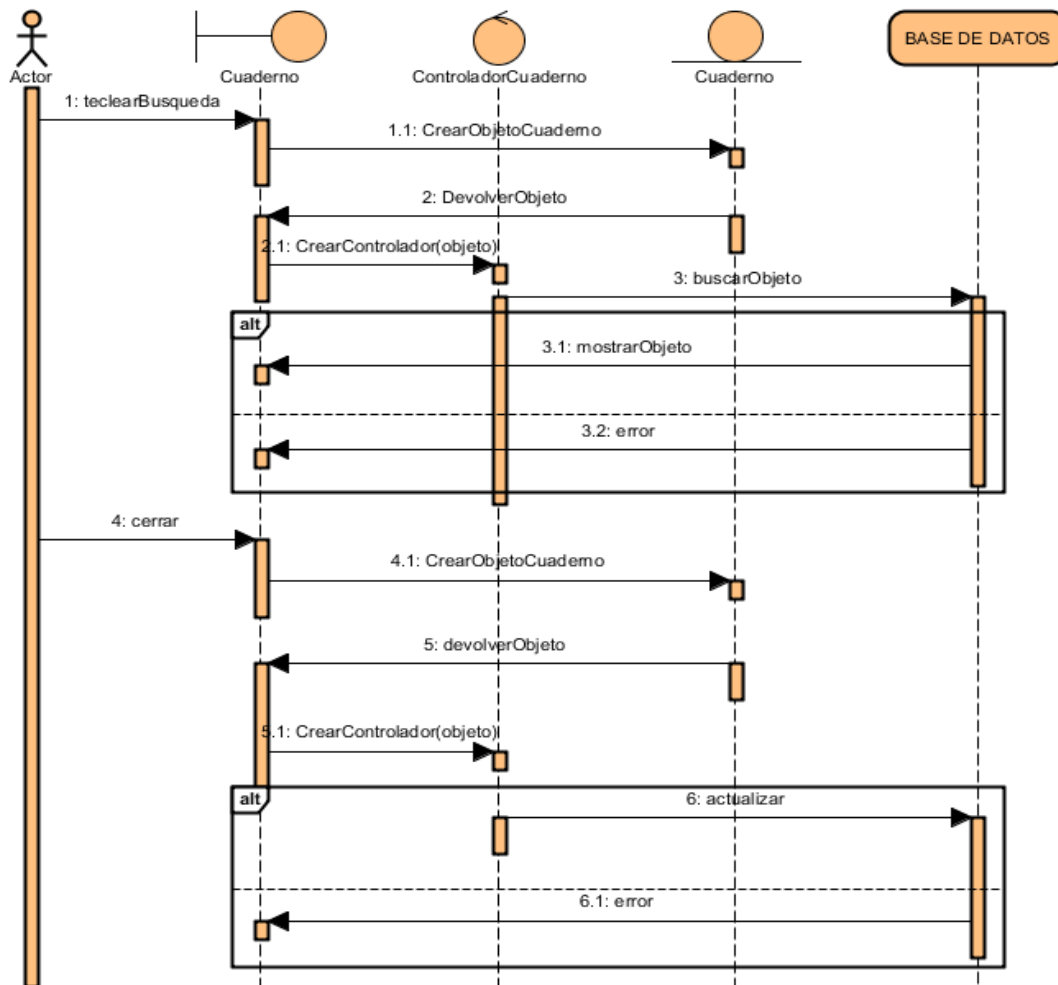 BASE DE DATOS
Actor
Cuaderno
ControladorCuaderno
Cuaderno
1: teclearBusqueda
1.1: CrearObjetoCuaderno
2: DevolverObjeto
2.1: CrearControlador(objeto)
3: buscarObjeto
alt
3.1: mostrarObjeto
3.2: error
4: cerrar
4.1: CrearObjetoCuaderno
5: devolverObjeto
5.1: CrearControlador(objeto)
alt
6: actualizar
6.1: error